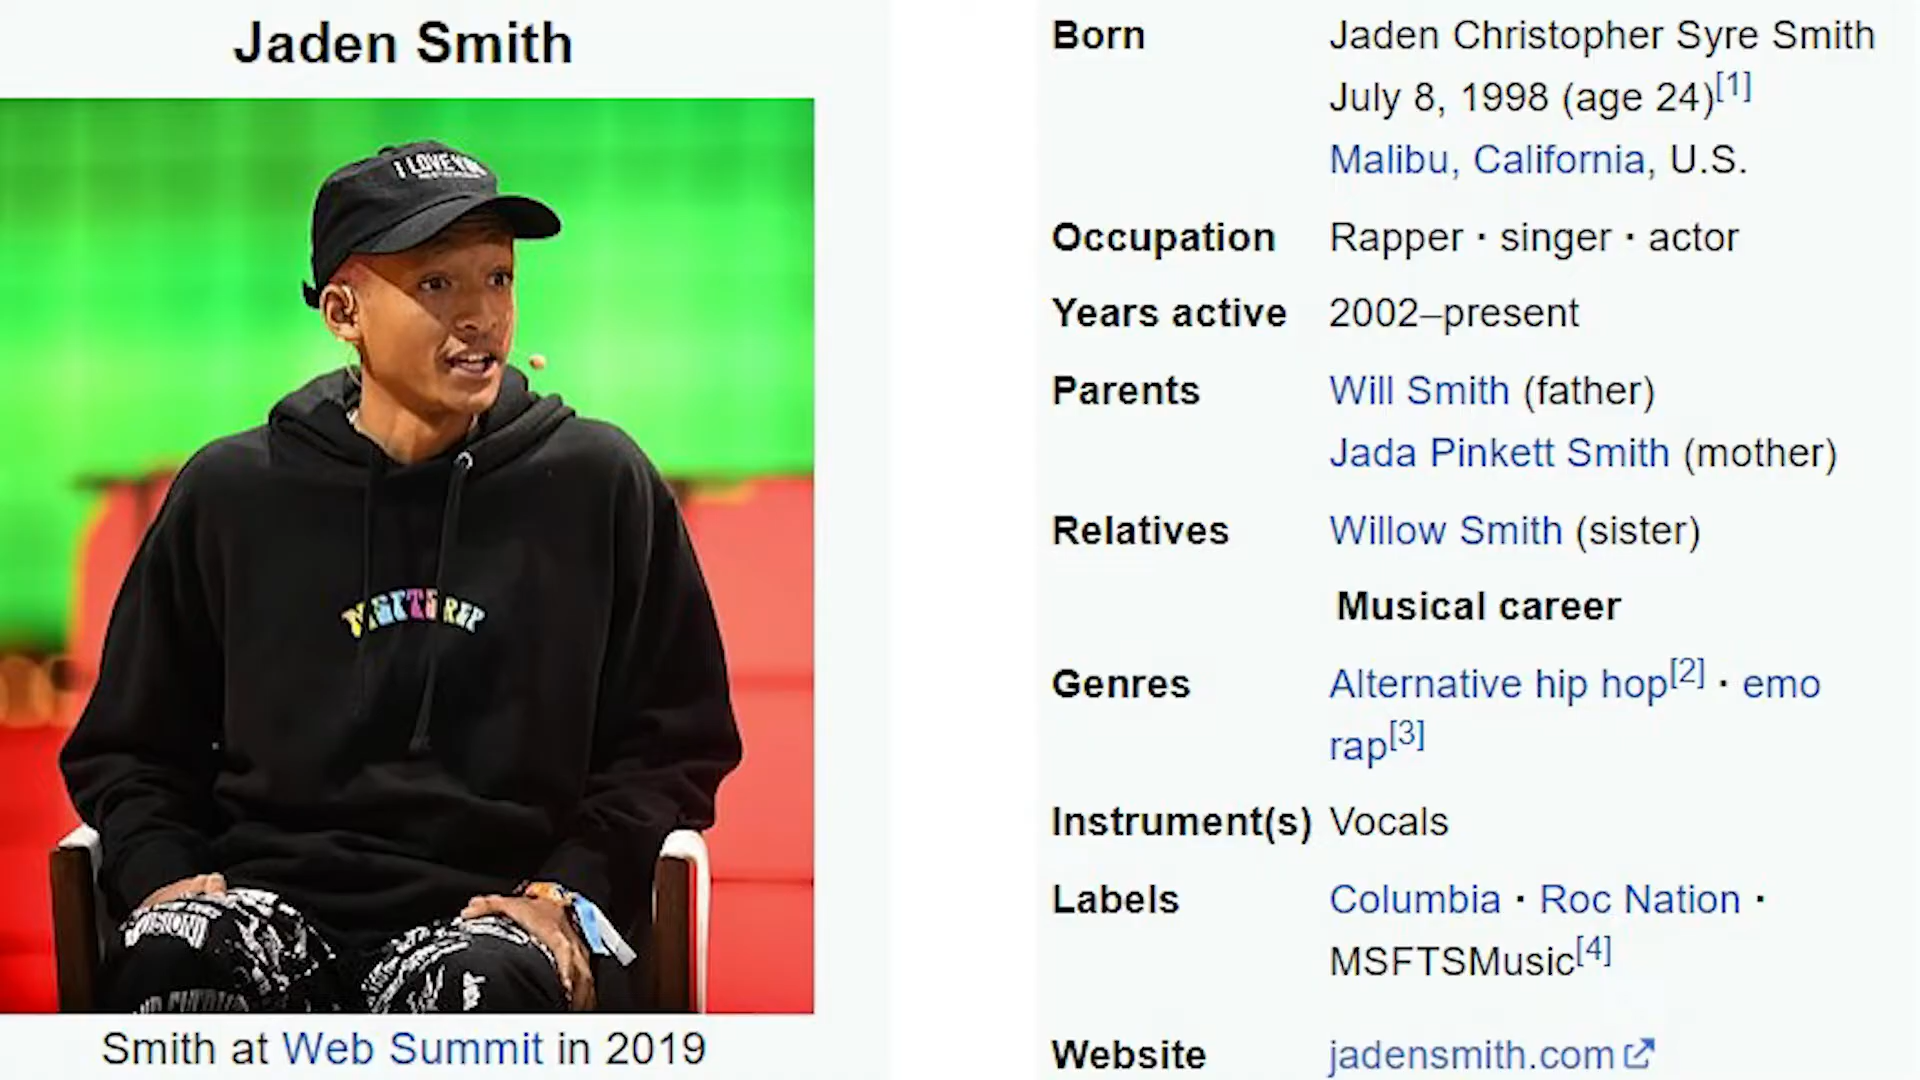 Jaden Smith
I LOVE
Smith at Web Summit in 2019
Born Jaden Christopher Syre Smith
July 8, 1998 (age 24)[1]
Malibu, California, U.S.
Occupation Rapper · singer · actor
Years active 2002–present
Parents Will Smith (father)
Jada Pinkett Smith (mother)
Relatives Willow Smith (sister)
Musical career
Genres Alternative hip hop[2] · emo
rap[3]
Instrument(s) Vocals
Labels Columbia · Roc Nation ·
MSFTSMusic[4]
Website jadensmith.com